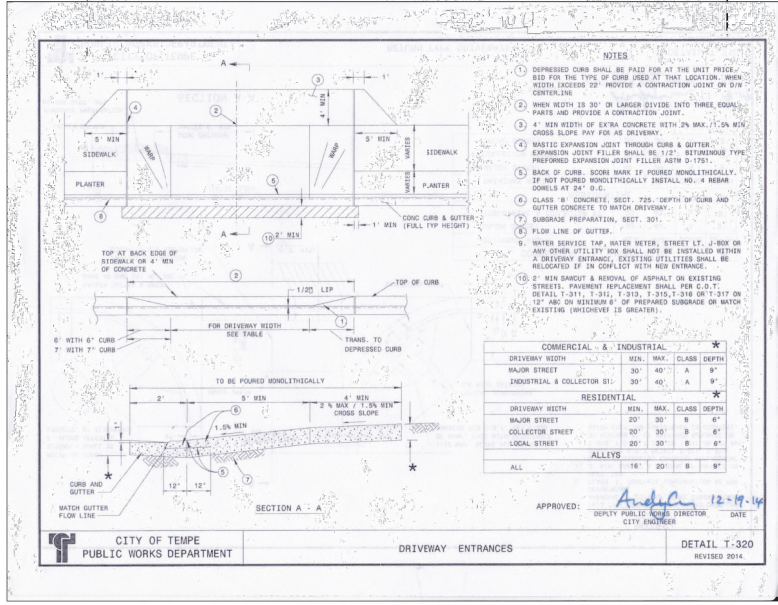 NOTES
1. DEPRESSED CURB SHALL BE PAID FOR AT THE UNIT PRICE
BID FOR THE TYPE OF CURB USED AT THAT LOCATION. WHEN
WIDTH EXCEEDS 22' PROVIDE A CONTRACTION JOINT ON D/W
CENTERLINE
2. WHEN WIDTH IS 30' OR LARGER DIVIDE INTO THREE EQUAL
PARTS AND PROVIDE A CONTRACTION JOINT.
3. 4' MIN WIDTH OF EXTRA CONCRETE WITH 2% MAX./1.5% MIN
CROSS SLOPE PAY FOR AS DRIVEWAY.
4. MASTIC EXPANSION JOINT THROUGH CURB & GUTTER.
EXPANSION JOINT FILLER SHALL BE 1/2" BITUMINOUS TYPE
PREFORMED EXPANSION JOINT FILLER ASTM D-1751.
5. BACK OF CURB. SCORE MARK IF POURED MONOLITHICALLY.
IF NOT POURED MONOLITHICALLY INSTALL NO. 4 REBAR
DOWELS AT 24" O.C.
6. CLASS 'B' CONCRETE, SECT. 725. DEPTH OF CURB AND
GUTTER CONCRETE TO MATCH DRIVEWAY.
7. SUBGRADE PREPARATION, SECT. 301.
8. FLOW LINE OF GUTTER.
9. WATER SERVICE TAP, WATER METER, STREET LT. J-BOX OR
ANY OTHER UTILITY BOX SHALL NOT BE INSTALLED WITHIN
A DRIVEWAY ENTRANCE, EXISTING UTILITIES SHALL BE
RELOCATED IF IN CONFLICT WITH NEW ENTRANCE.
10. 2' MIN SAWCUT & REMOVAL OF ASPHALT ON EXISTING
STREETS. PAVEMENT REPLACEMENT SHALL PER C.O.T.
DETAIL T-311, T-312, T-313, T-315, T-316 OR T-317 ON
12" ABC ON MINIMUM 6" OF PREPARED SUBGRADE OR MATCH
EXISTING (WHICHEVER IS GREATER).
A
1' 3 1'
4 2 4' MIN
5' MIN 5' MIN
SIDEWALK WARP WARP VARIES SIDEWALK
PLANTER 5 VARIES PLANTER
8
CONC CURB & GUTTER
(FULL TYP HEIGHT)
A 10 2' MIN 1' MIN
TOP AT BACK EDGE OF
SIDEWALK OR 4' MIN
OF CONCRETE
2
1/2" LIP TOP OF CURB
1
FOR DRIVEWAY WIDTH
SEE TABLE
6' WITH 6" CURB
7' WITH 7" CURB
TRANS. TO
DEPRESSED CURB
TO BE POURED MONOLITHICALLY
2' 5' MIN 4' MIN
2 % MAX / 1.5% MIN
CROSS SLOPE
6
1.5% MIN
1"
* *
5 7
CURB AND
GUTTER
12" 12"
MATCH GUTTER
FLOW LINE
SECTION A - A
COMMERCIAL & INDUSTRIAL *
DRIVEWAY WIDTH MIN. MAX. CLASS DEPTH
MAJOR STREET 30' 40' A 9"
INDUSTRIAL & COLLECTOR ST. 30' 40' A 9"
RESIDENTIAL *
DRIVEWAY WIDTH MIN. MAX. CLASS DEPTH
MAJOR STREET 20' 30' B 6"
COLLECTOR STREET 20' 30' B 6"
LOCAL STREET 20' 30' B 6"
ALLEYS
ALL 16' 20' B 9"
APPROVED: 12-19-14
DEPUTY PUBLIC WORKS DIRECTOR DATE
CITY ENGINEER
CITY OF TEMPE
PUBLIC WORKS DEPARTMENT
DRIVEWAY ENTRANCES
DETAIL T-320
REVISED 2014